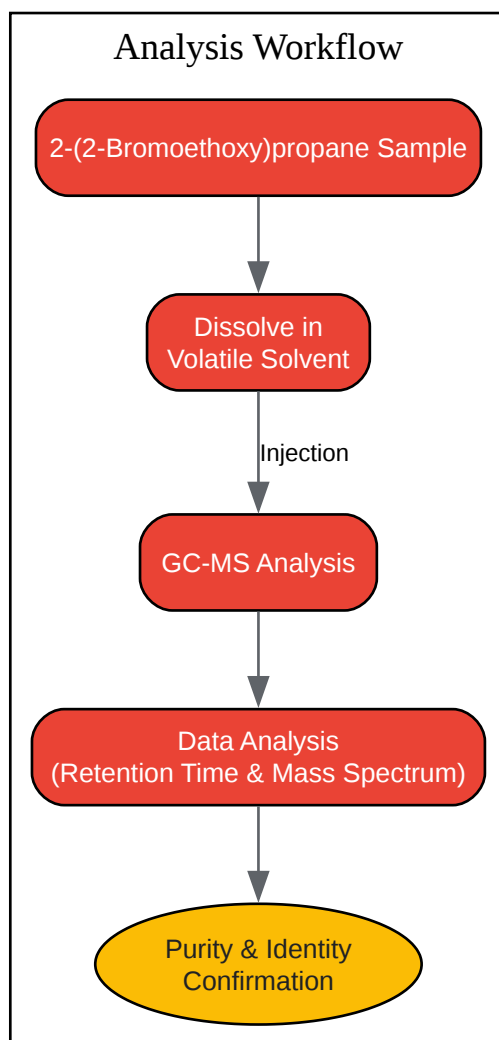 Analysis Workflow
2-(2-Bromoethoxy)propane Sample
Dissolve in
Volatile Solvent
Injection
GC-MS Analysis
Data Analysis
(Retention Time & Mass Spectrum)
Purity & Identity
Confirmation